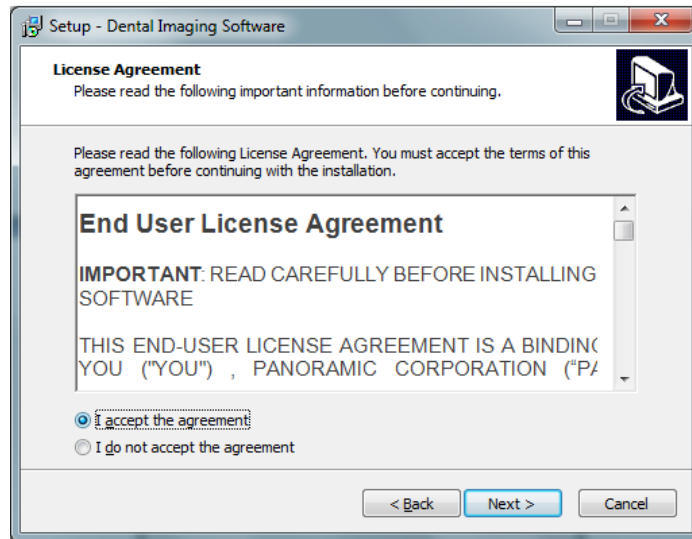 Setup - Dental Imaging Software
License Agreement
Please read the following important information before continuing.
Please read the following License Agreement. You must accept the terms of this
agreement before continuing with the installation.
End User License Agreement
IMPORTANT: READ CAREFULLY BEFORE INSTALLING
SOFTWARE
THIS END-USER LICENSE AGREEMENT IS A BINDING
YOU ("YOU") , PANORAMIC CORPORATION (“PA
I accept the agreement
I do not accept the agreement
< Back
Next >
Cancel